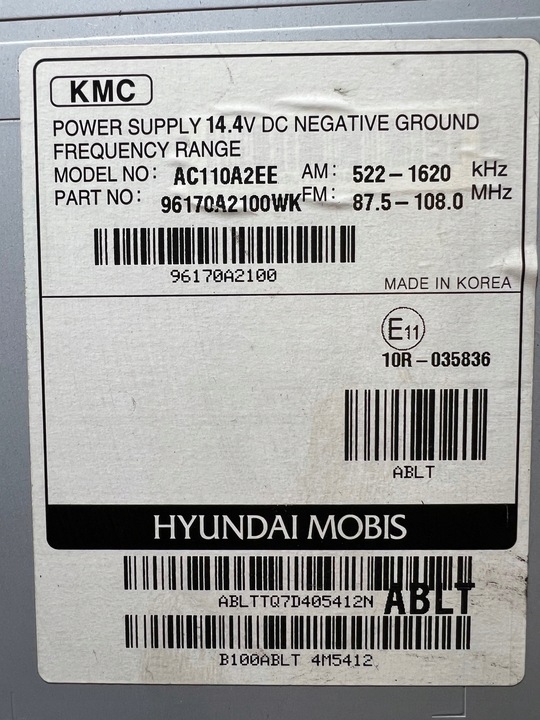 KMC
POWER SUPPLY 14.4V DC NEGATIVE GROUND
FREQUENCY RANGE
MODEL NO: AC110A2EE AM: 522-1620 kHz
PART NO: 96170A2100WK FM: 87.5-108.0 MHz
96170A2100
MADE IN KOREA
E11
10R-035836
ABLT
HYUNDAI MOBIS
ABLTTQ7D405412N ABLT
B100ABLT 4M5412